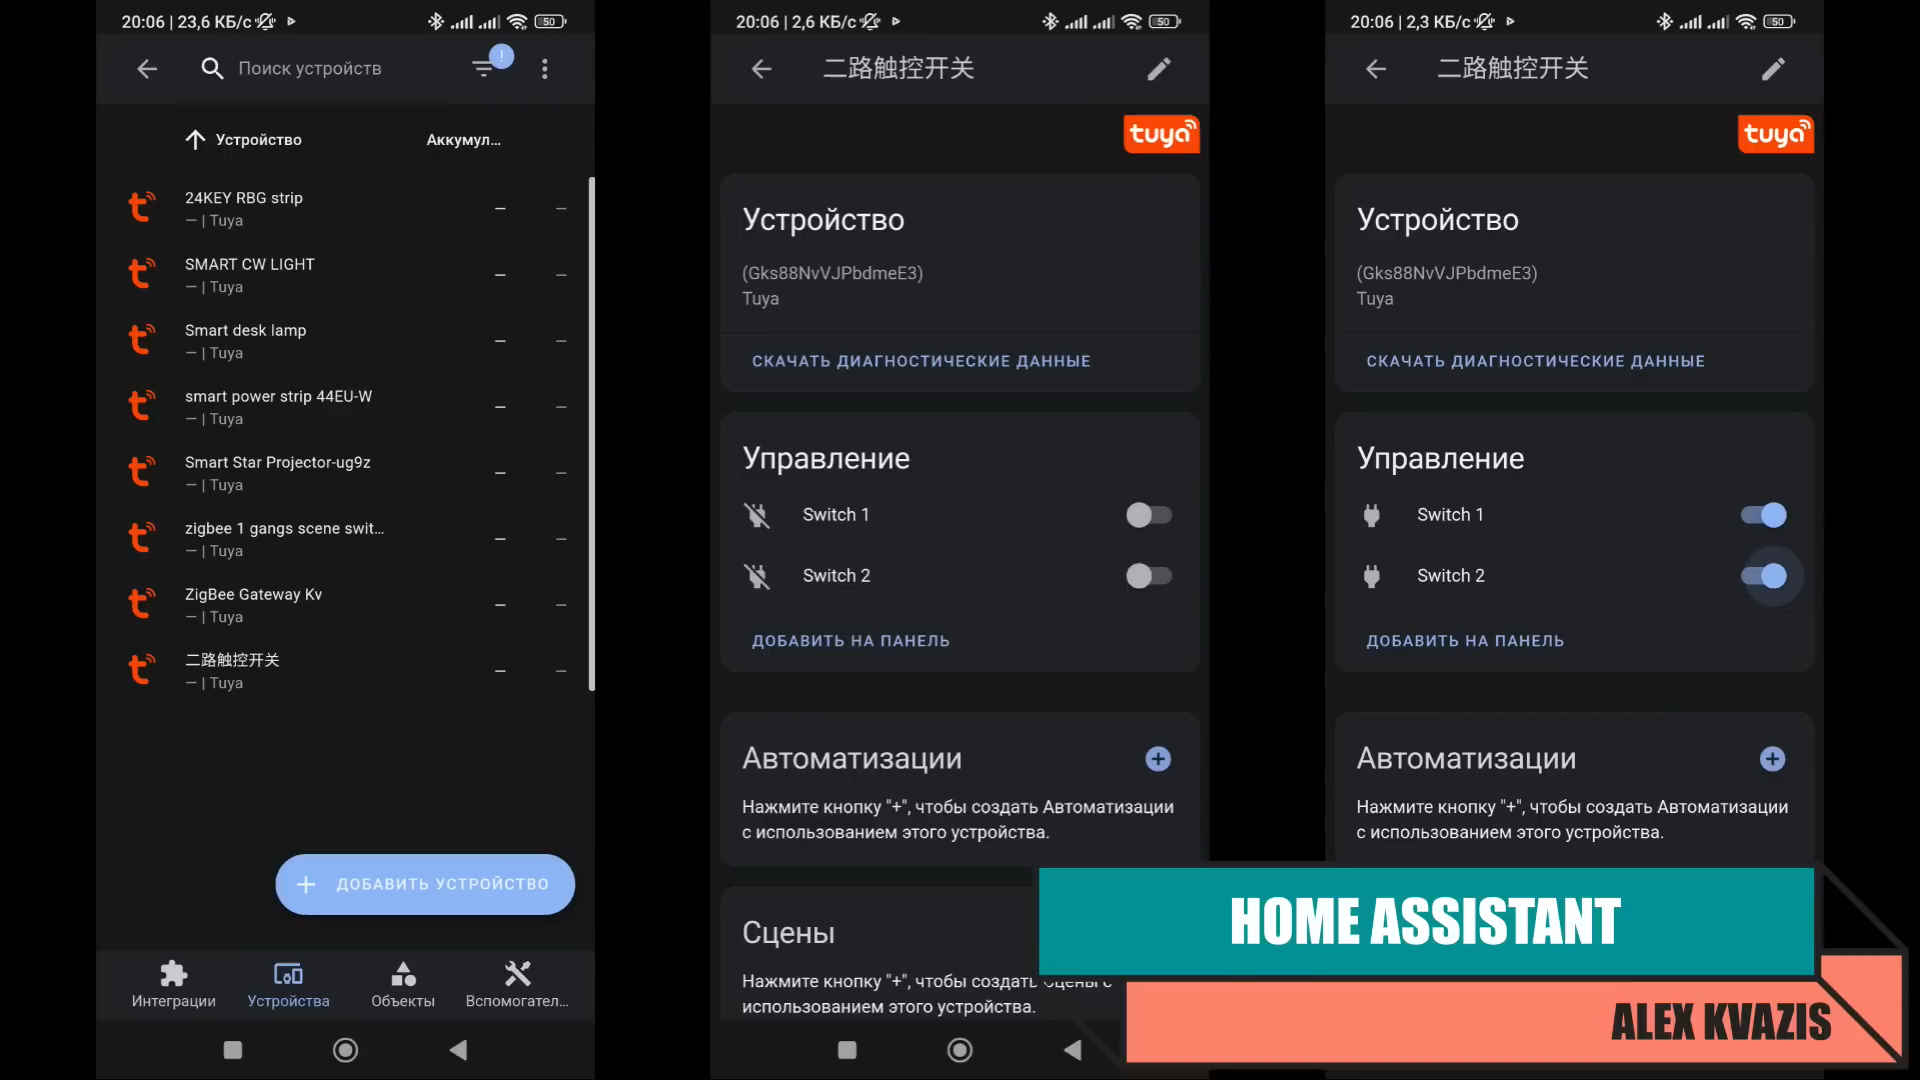 20:06 | 23,6 КБ/с
50
Поиск устройств
!
Устройство
Аккумул...
24KEY RBG strip
— | Tuya
— —
SMART CW LIGHT
— | Tuya
— —
Smart desk lamp
— | Tuya
— —
smart power strip 44EU-W
— | Tuya
— —
Smart Star Projector-ug9z
— | Tuya
— —
zigbee 1 gangs scene swit...
— | Tuya
— —
ZigBee Gateway Kv
— | Tuya
— —
二路触控开关
— | Tuya
— —
+ ДОБАВИТЬ УСТРОЙСТВО
Интеграции
Устройства
Объекты
Вспомогател...
20:06 | 2,6 КБ/с
50
二路触控开关
tuya
Устройство
(Gks88NvVJPbdmeE3)
Tuya
СКАЧАТЬ ДИАГНОСТИЧЕСКИЕ ДАННЫЕ
Управление
Switch 1
Switch 2
ДОБАВИТЬ НА ПАНЕЛЬ
Автоматизации
Нажмите кнопку "+", чтобы создать Автоматизации
с использованием этого устройства.
Сцены
Нажмите кнопку "+", чтобы создать Сцены с
использованием этого устройства.
20:06 | 2,3 КБ/с
50
二路触控开关
tuya
Устройство
(Gks88NvVJPbdmeE3)
Tuya
СКАЧАТЬ ДИАГНОСТИЧЕСКИЕ ДАННЫЕ
Управление
Switch 1
Switch 2
ДОБАВИТЬ НА ПАНЕЛЬ
Автоматизации
Нажмите кнопку "+", чтобы создать Автоматизации
с использованием этого устройства.
HOME ASSISTANT
ALEX KVAZIS